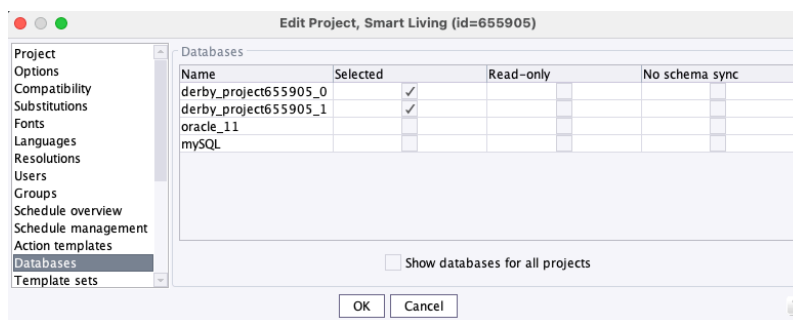 Edit Project, Smart Living (id=655905)
Project
Options
Compatibility
Substitutions
Fonts
Languages
Resolutions
Users
Groups
Schedule overview
Schedule management
Action templates
Databases
Template sets
Databases
Name Selected Read-only No schema sync
derby_project655905_0
derby_project655905_1
oracle_11
mySQL
Show databases for all projects
OK Cancel